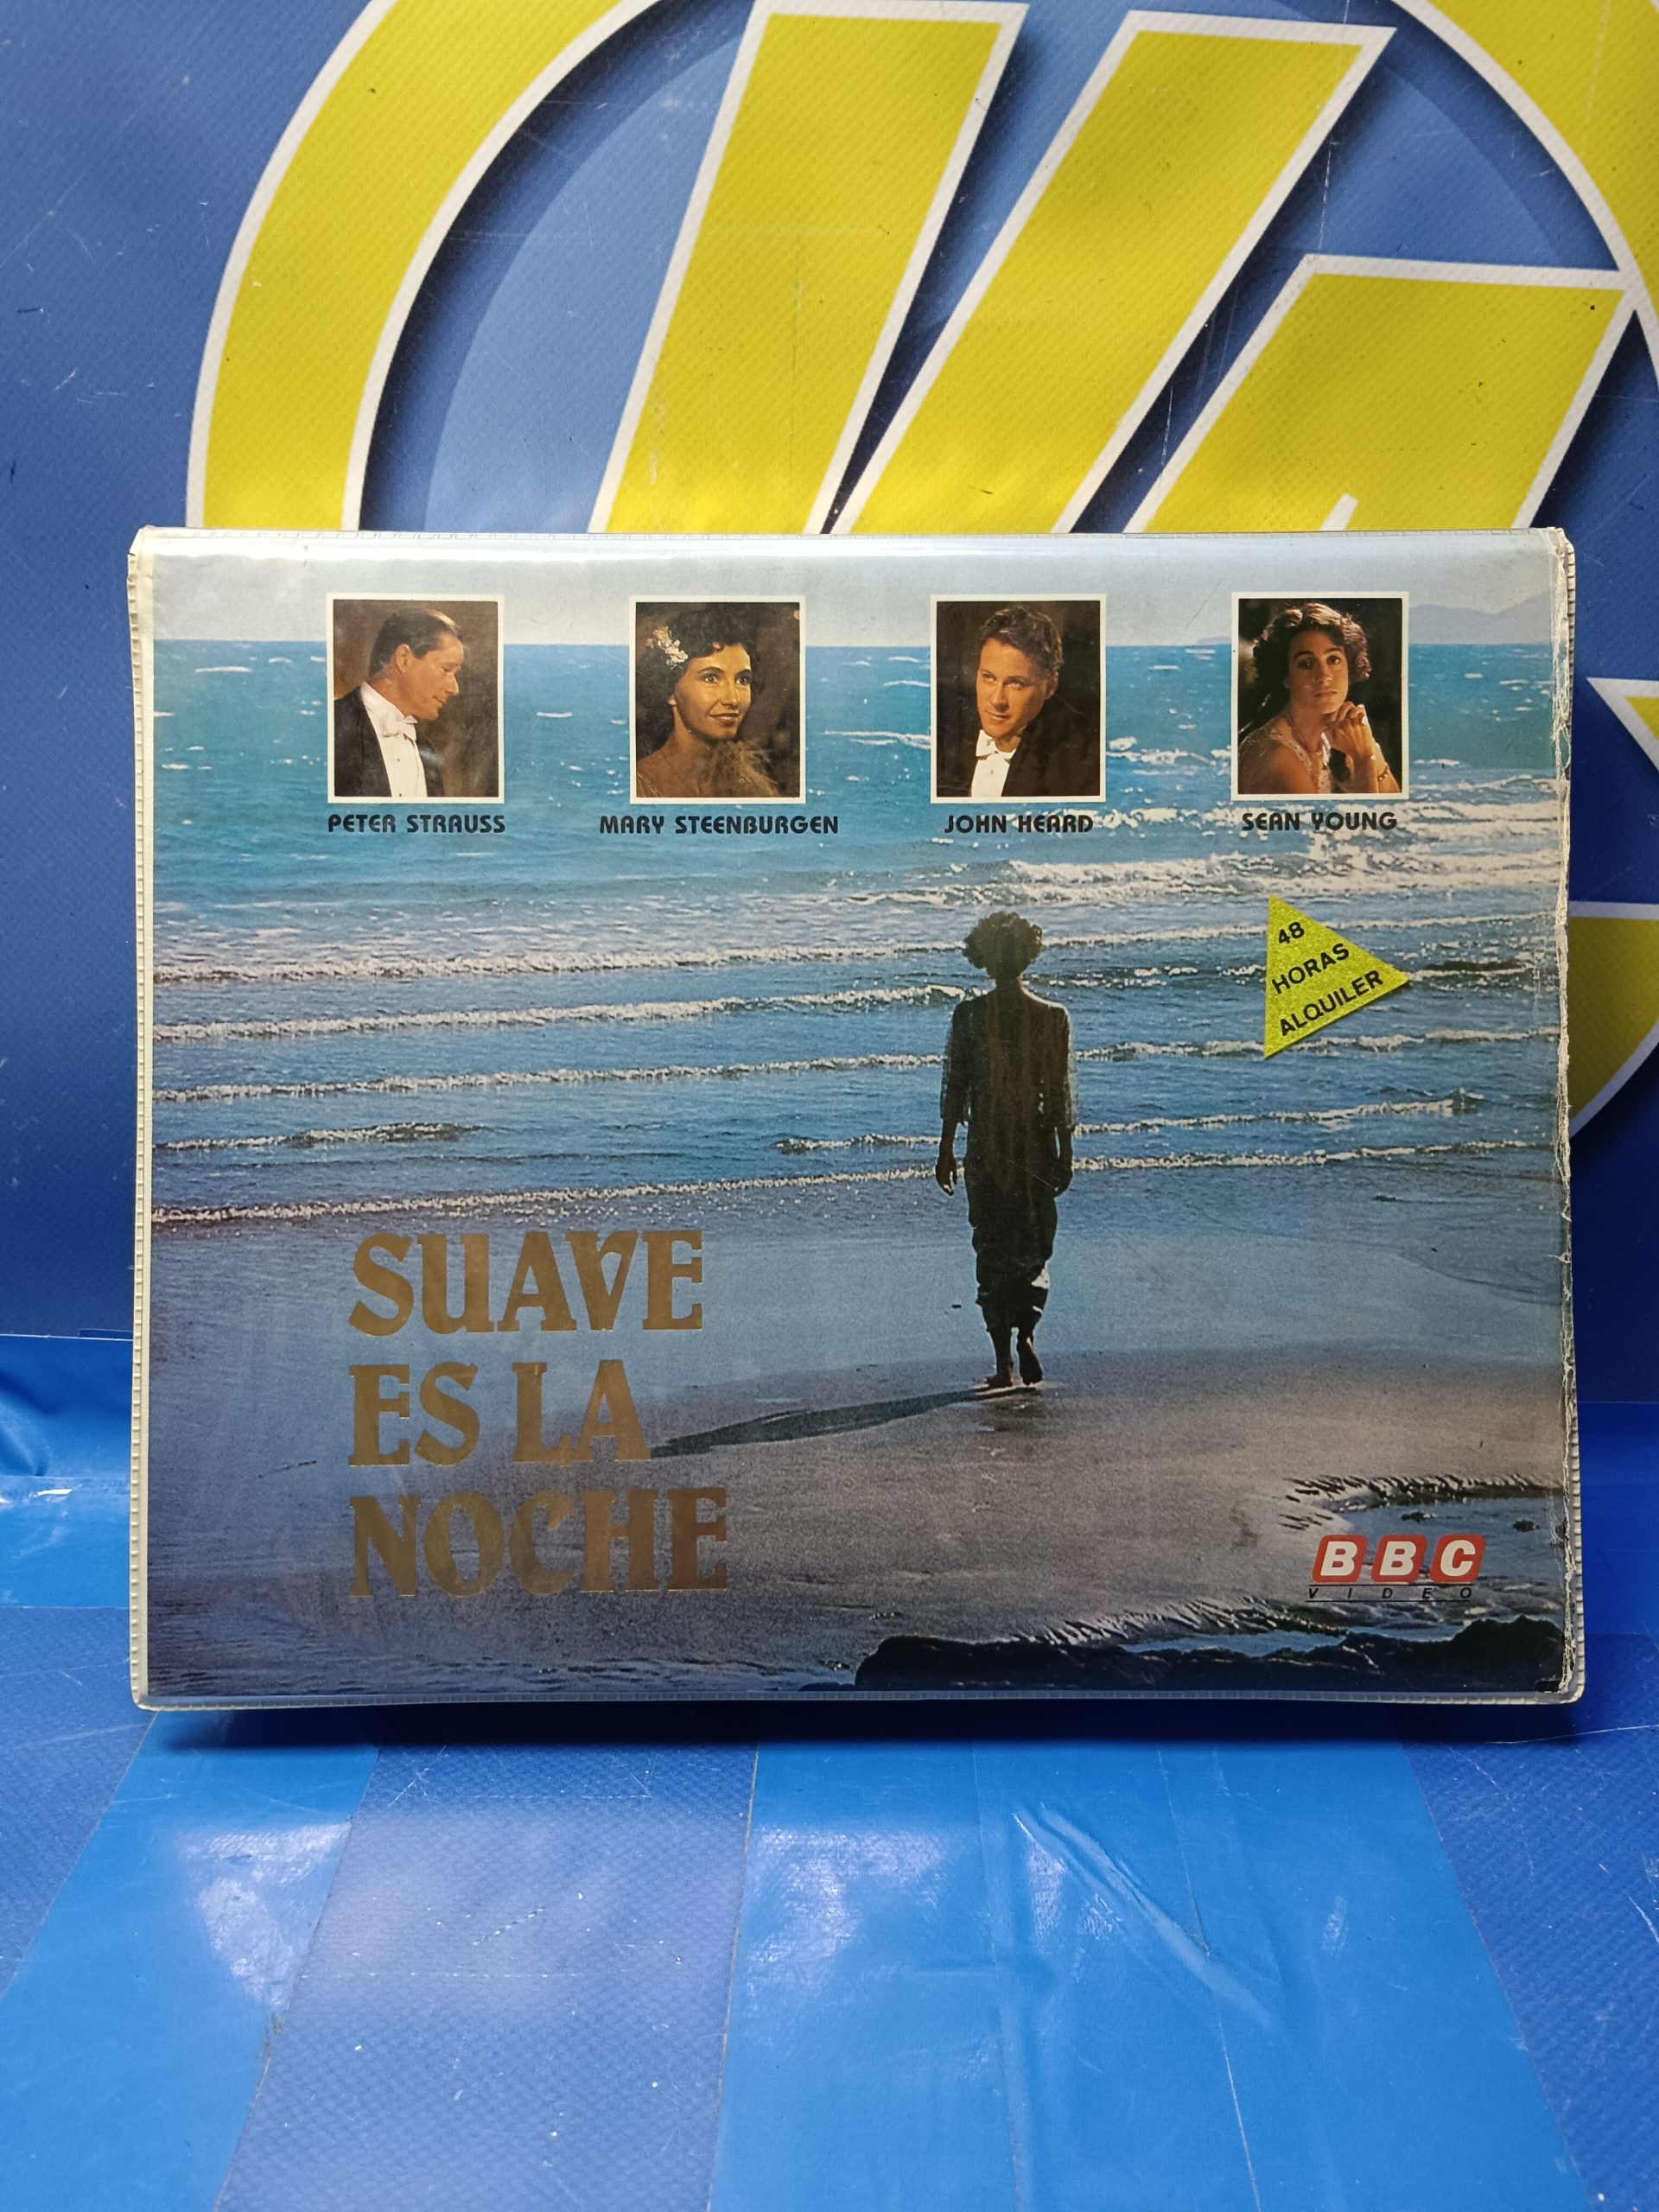 PETER STRAUSS
MARY STEENBURGEN
JOHN HEARD
SEAN YOUNG
48
HORAS
ALQUILER
SUAVE
ES LA
NOCHE
BBC
VIDEO